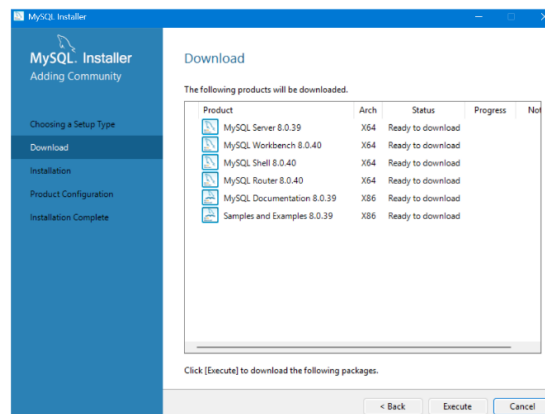 MySQL Installer
MySQL. Installer
Adding Community
Choosing a Setup Type
Download
Installation
Product Configuration
Installation Complete
Download
The following products will be downloaded.
Product Arch Status Progress Not
MySQL Server 8.0.39 X64 Ready to download
MySQL Workbench 8.0.40 X64 Ready to download
MySQL Shell 8.0.40 X64 Ready to download
MySQL Router 8.0.40 X64 Ready to download
MySQL Documentation 8.0.39 X86 Ready to download
Samples and Examples 8.0.39 X86 Ready to download
Click [Execute] to download the following packages.
< Back Execute Cancel